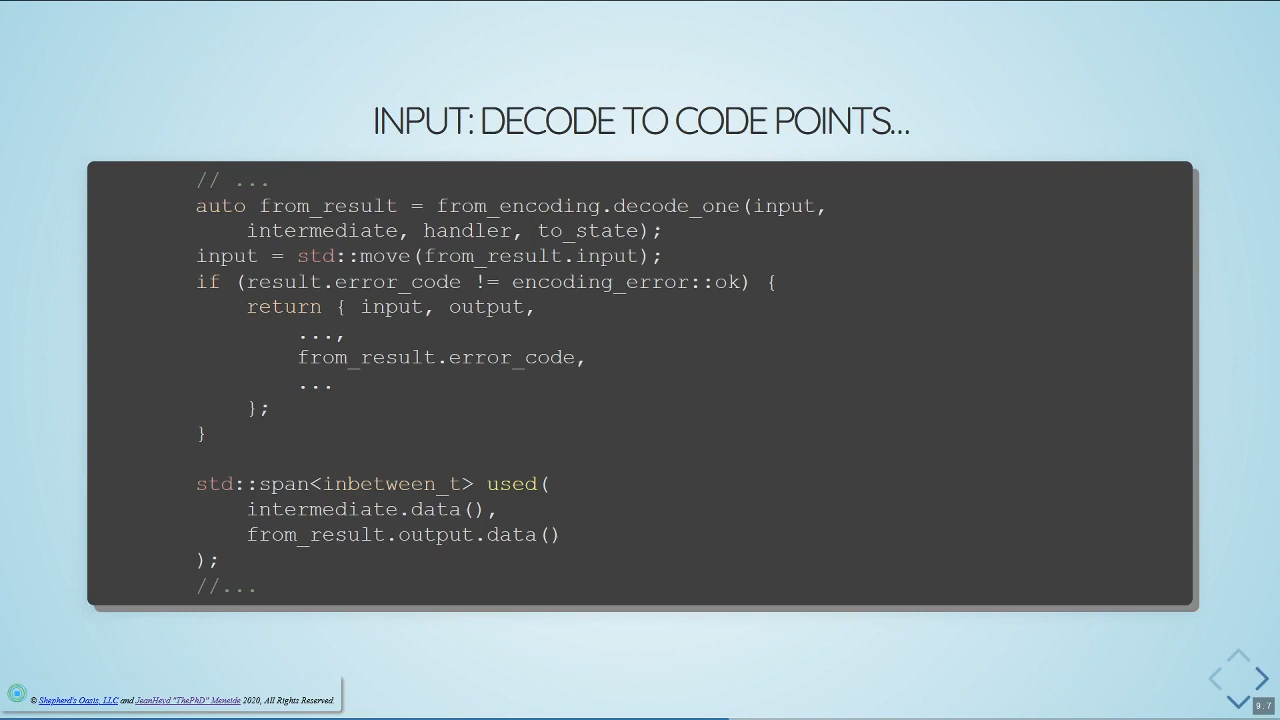 INPUT: DECODE TO CODE POINTS...
// ...
auto from_result = from_encoding.decode_one(input,
intermediate, handler, to_state);
input = std::move(from_result.input);
if (result.error_code != encoding_error::ok) {
return { input, output,
...,
from_result.error_code,
...
};
}
std::span<inbetween_t> used(
intermediate.data(),
from_result.output.data()
);
//...
© Shepherd's Oasis, LLC and JeanHeyd "ThePhD" Meneide 2020, All Rights Reserved.
9.7